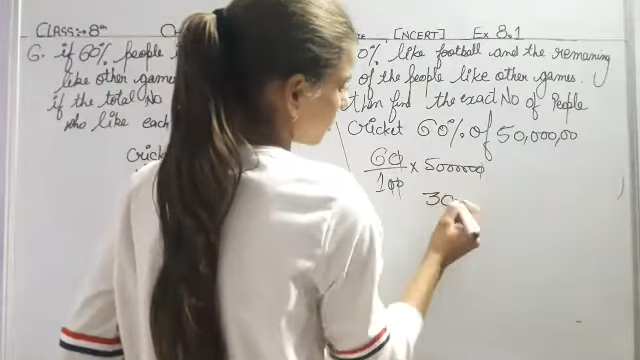 CLASS:- 8th [NCERT] Ex 8.1
6. if 60% people 0% like football and the remaning
like other game of the people like other games.
if the total No then find the exact No of People
who like each Cricket 60% of 50,000,00
60
100 × 5000000
30